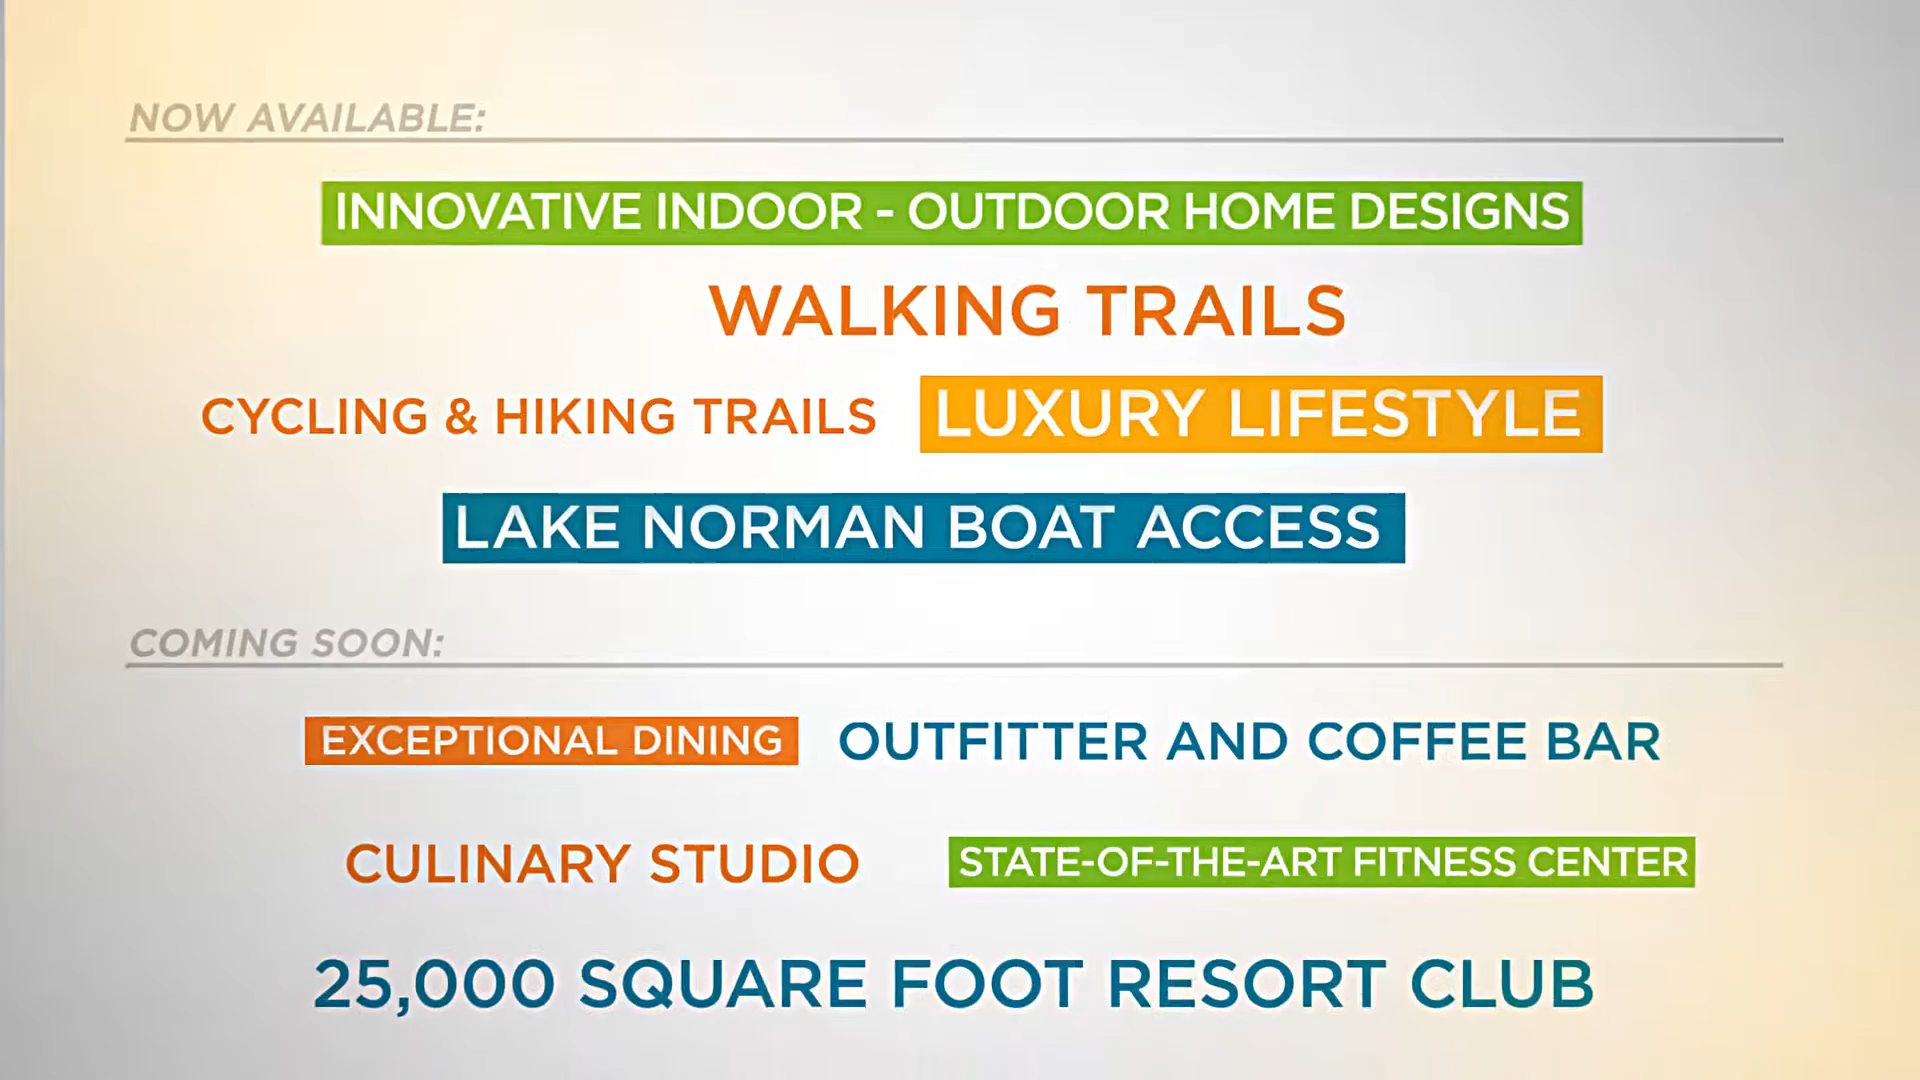 NOW AVAILABLE:
INNOVATIVE INDOOR - OUTDOOR HOME DESIGNS
WALKING TRAILS
CYCLING & HIKING TRAILS LUXURY LIFESTYLE
LAKE NORMAN BOAT ACCESS
COMING SOON:
EXCEPTIONAL DINING OUTFITTER AND COFFEE BAR
CULINARY STUDIO STATE-OF-THE-ART FITNESS CENTER
25,000 SQUARE FOOT RESORT CLUB